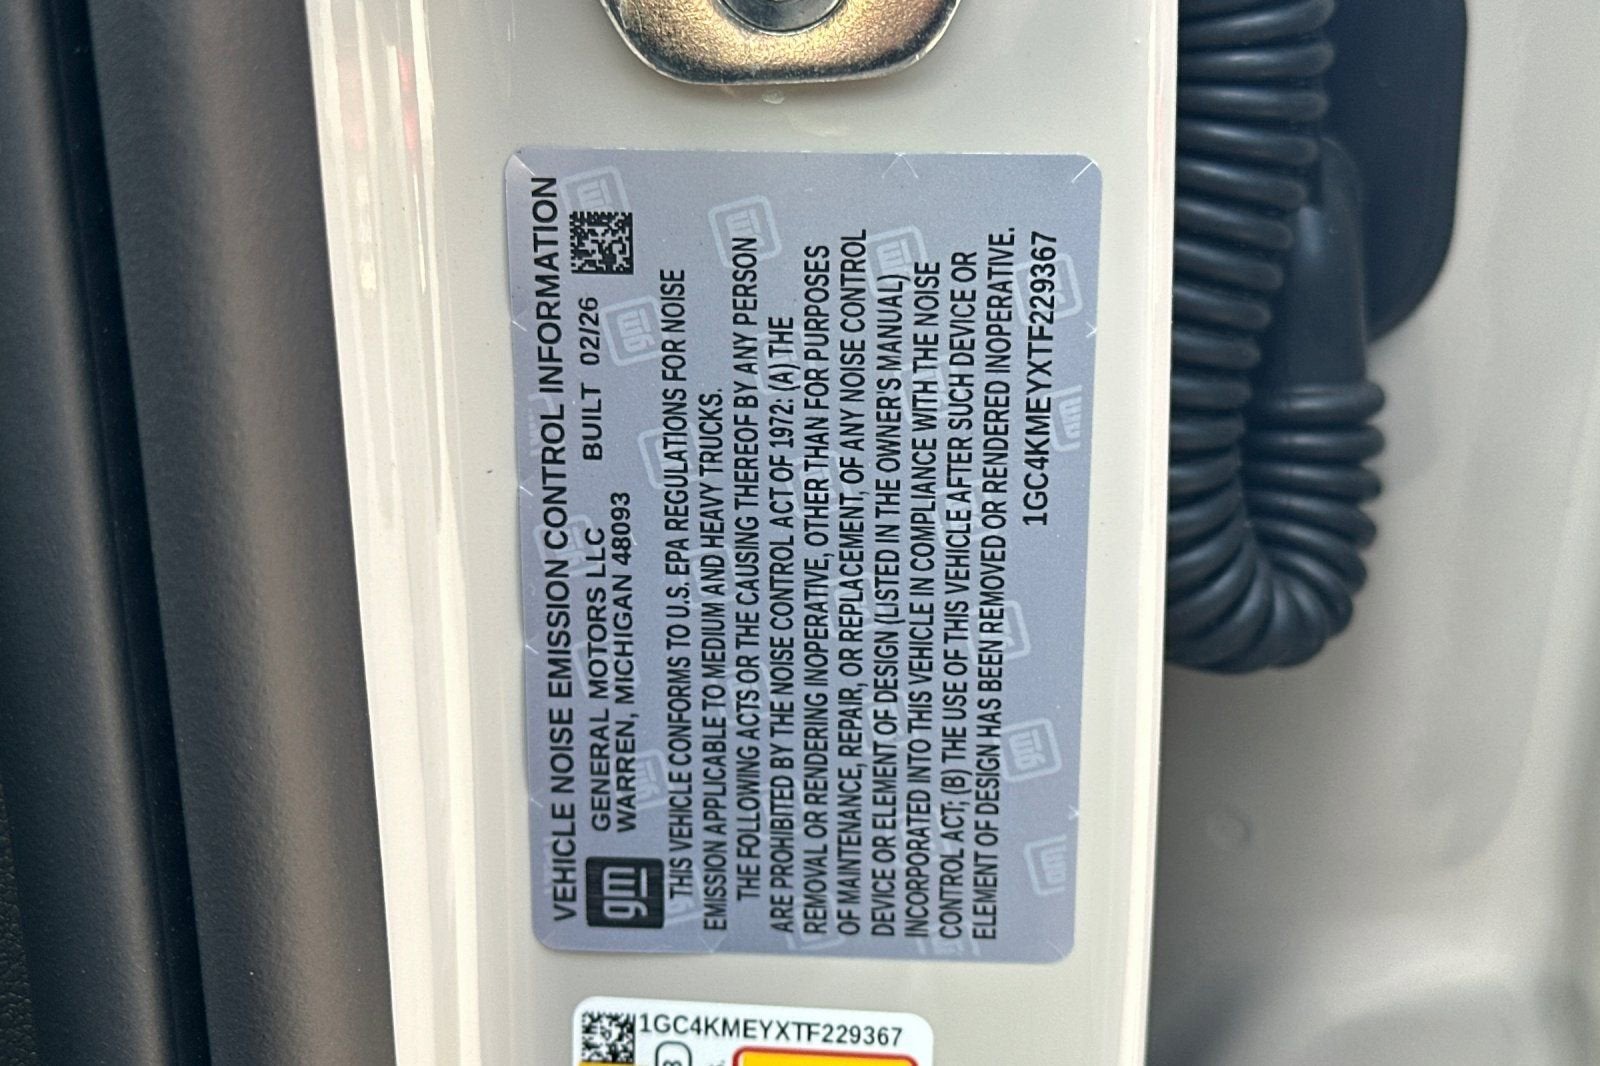 VEHICLE NOISE EMISSION CONTROL INFORMATION
gm
GENERAL MOTORS LLC BUILT 02/26
WARREN, MICHIGAN 48093
THIS VEHICLE CONFORMS TO U.S. EPA REGULATIONS FOR NOISE
EMISSION APPLICABLE TO MEDIUM AND HEAVY TRUCKS.
THE FOLLOWING ACTS OR THE CAUSING THEREOF BY ANY PERSON
ARE PROHIBITED BY THE NOISE CONTROL ACT OF 1972: (A) THE
REMOVAL OR RENDERING INOPERATIVE, OTHER THAN FOR PURPOSES
OF MAINTENANCE, REPAIR, OR REPLACEMENT, OF ANY NOISE CONTROL
DEVICE OR ELEMENT OF DESIGN (LISTED IN THE OWNER'S MANUAL)
INCORPORATED INTO THIS VEHICLE IN COMPLIANCE WITH THE NOISE
CONTROL ACT; (B) THE USE OF THIS VEHICLE AFTER SUCH DEVICE OR
ELEMENT OF DESIGN HAS BEEN REMOVED OR RENDERED INOPERATIVE.
1GC4KMEYXTF229367
1GC4KMEYXTF229367